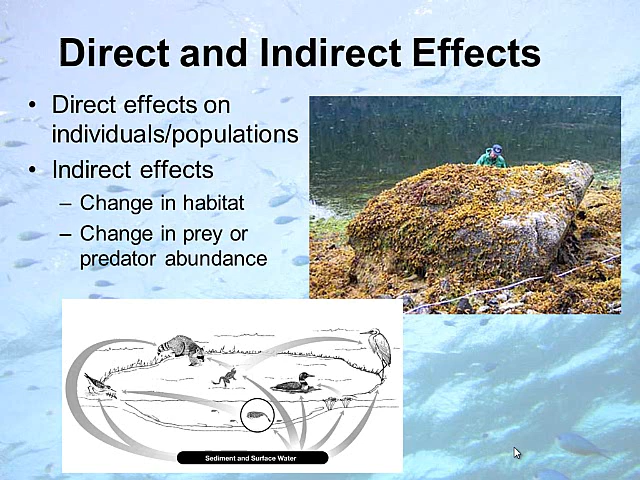 Direct and Indirect Effects
• Direct effects on
individuals/populations
• Indirect effects
– Change in habitat
– Change in prey or
predator abundance
Sediment and Surface Water